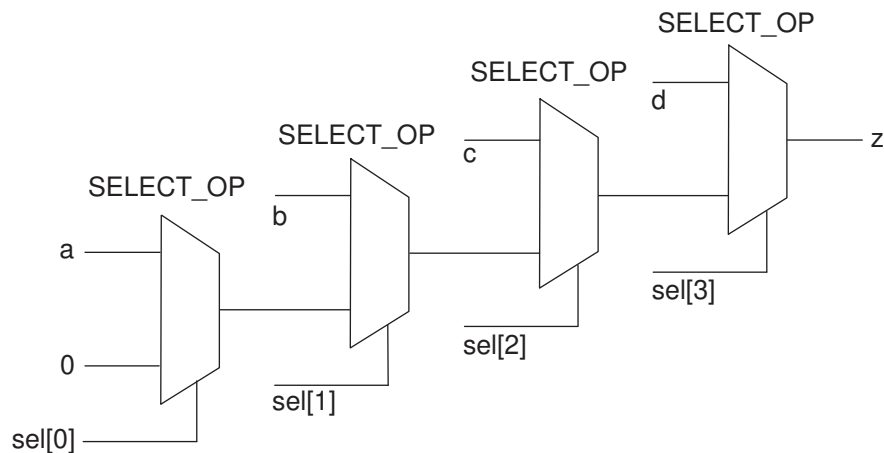 SELECT_OP
d
z
SELECT_OP
c
sel[3]
SELECT_OP
b
sel[2]
SELECT_OP
a
0
sel[1]
sel[0]